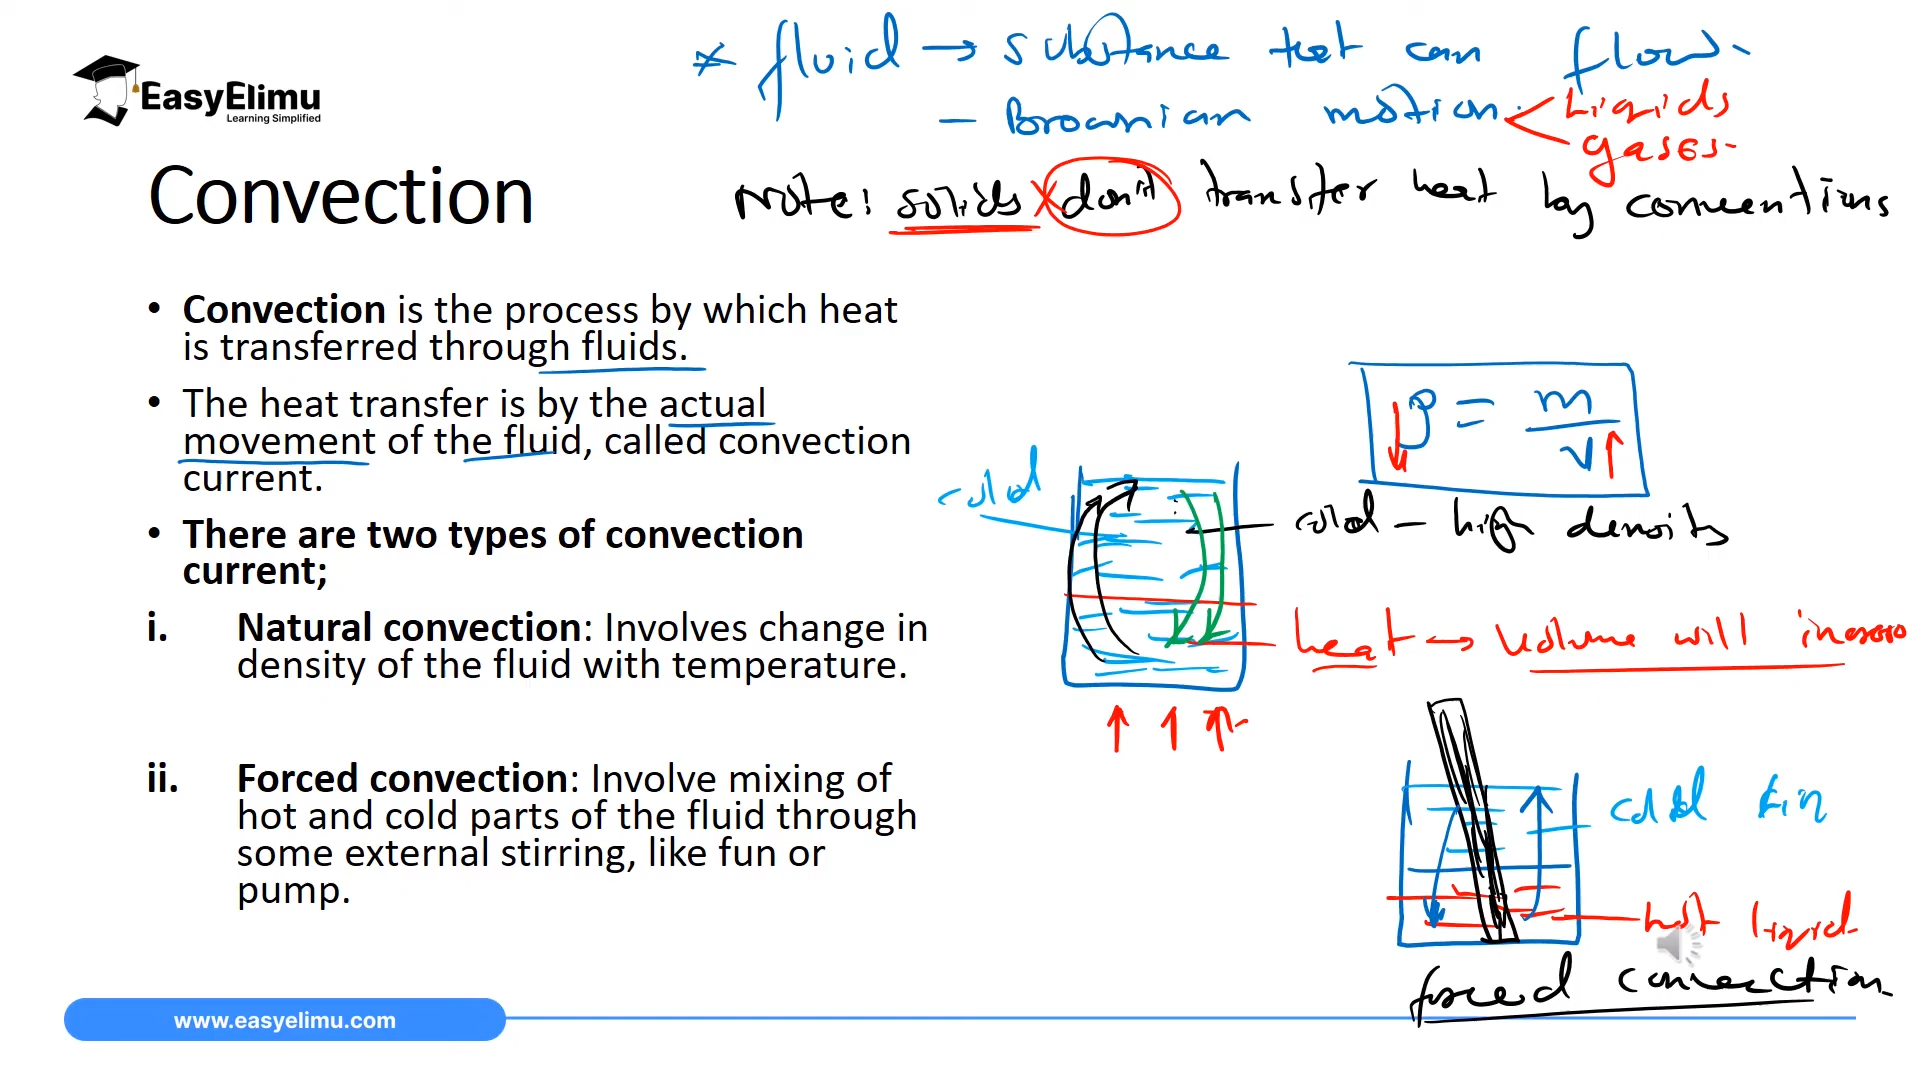 * fluid → substance that can flow.
- Brownian motion.
Liquids
gases.
EasyElimu
Learning Simplified
Convection
Note: solids x don't transfer heat by conventions
• Convection is the process by which heat
is transferred through fluids.
• The heat transfer is by the actual
movement of the fluid, called convection
current.
• There are two types of convection
current;
i. Natural convection: Involves change in
density of the fluid with temperature.
ii. Forced convection: Involve mixing of
hot and cold parts of the fluid through
some external stirring, like fun or
pump.
ρ = m
V
cold
cold – high density
heat → volume will
cold liq
hot liquid
forced convection.
www.easyelimu.com